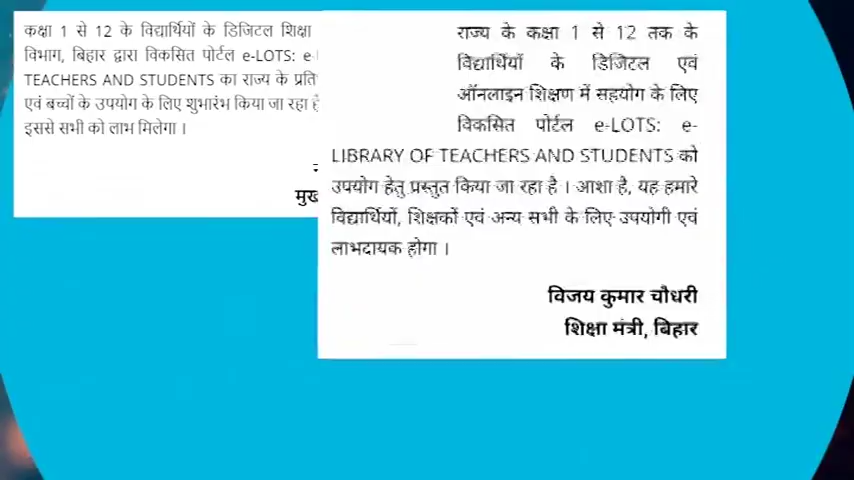 कक्षा 1 से 12 के विद्यार्थियों के डिजिटल शिक्षा
विभाग, बिहार द्वारा विकसित पोर्टल e-LOTS: e-
TEACHERS AND STUDENTS का राज्य के
एवं बच्चों के उपयोग के लिए शुभारंभ किया जा रहा
इससे सभी को लाभ मिलेगा ।
राज्य के कक्षा 1 से 12 तक के
विद्यार्थियों के डिजिटल एवं
ऑनलाइन शिक्षण में सहयोग के लिए
विकसित पोर्टल e-LOTS: e-
LIBRARY OF TEACHERS AND STUDENTS को
उपयोग हेतु प्रस्तुत किया जा रहा है । आशा है, यह हमारे
विद्यार्थियों, शिक्षकों एवं अन्य सभी के लिए उपयोगी एवं
लाभदायक होगा ।
विजय कुमार चौधरी
शिक्षा मंत्री, बिहार